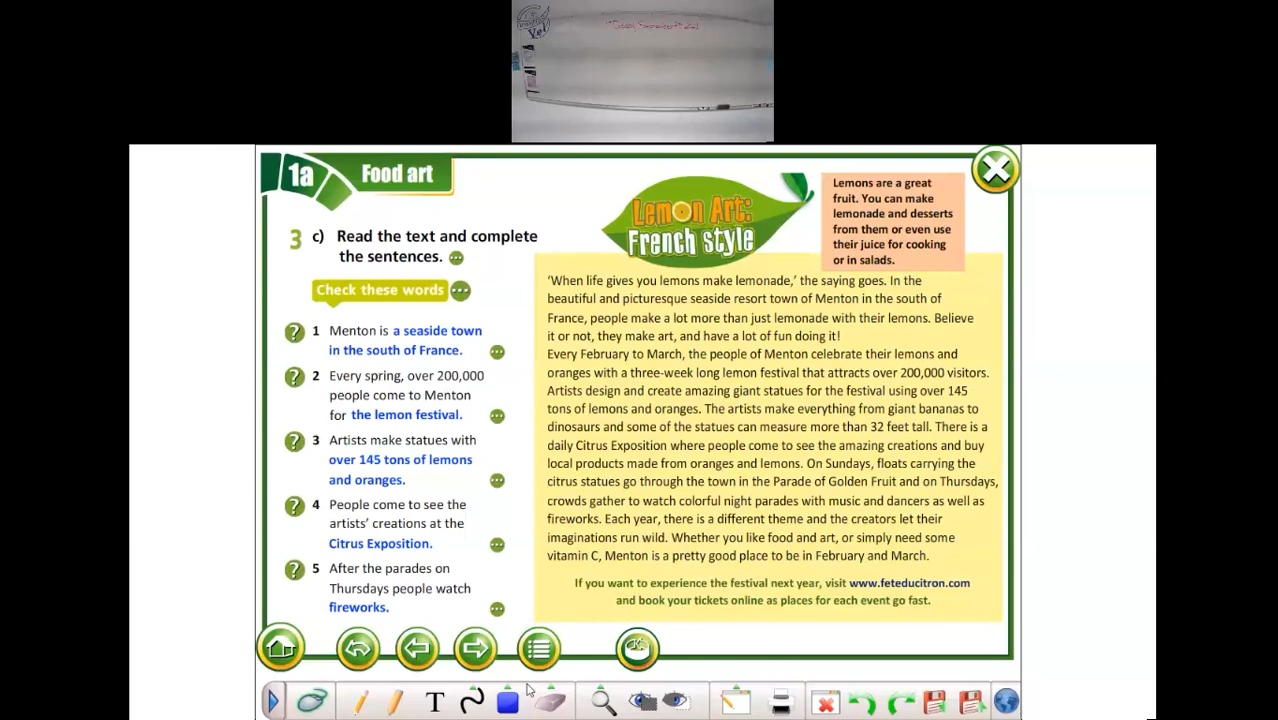 1a Food art
3 c) Read the text and complete
the sentences.
Check these words
1 Menton is a seaside town
in the south of France.
2 Every spring, over 200,000
people come to Menton
for the lemon festival.
3 Artists make statues with
over 145 tons of lemons
and oranges.
4 People come to see the
artists' creations at the
Citrus Exposition.
5 After the parades on
Thursdays people watch
fireworks.
Lemon Art:
French style
Lemons are a great
fruit. You can make
lemonade and desserts
from them or even use
their juice for cooking
or in salads.
'When life gives you lemons make lemonade,' the saying goes. In the
beautiful and picturesque seaside resort town of Menton in the south of
France, people make a lot more than just lemonade with their lemons. Believe
it or not, they make art, and have a lot of fun doing it!
Every February to March, the people of Menton celebrate their lemons and
oranges with a three-week long lemon festival that attracts over 200,000 visitors.
Artists design and create amazing giant statues for the festival using over 145
tons of lemons and oranges. The artists make everything from giant bananas to
dinosaurs and some of the statues can measure more than 32 feet tall. There is a
daily Citrus Exposition where people come to see the amazing creations and buy
local products made from oranges and lemons. On Sundays, floats carrying the
citrus statues go through the town in the Parade of Golden Fruit and on Thursdays,
crowds gather to watch colorful night parades with music and dancers as well as
fireworks. Each year, there is a different theme and the creators let their
imaginations run wild. Whether you like food and art, or simply need some
vitamin C, Menton is a pretty good place to be in February and March.
If you want to experience the festival next year, visit www.feteducitron.com
and book your tickets online as places for each event go fast.
T